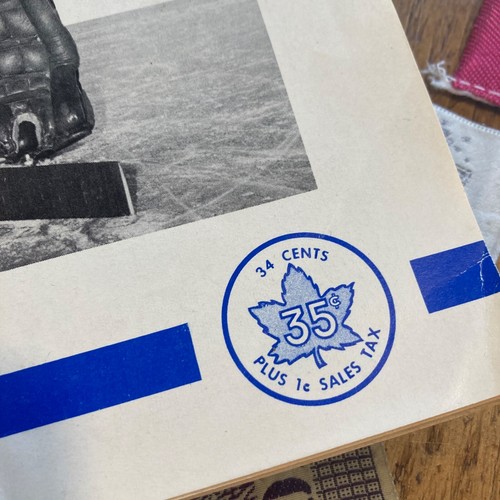 34 CENTS
35¢
PLUS 1¢ SALES TAX